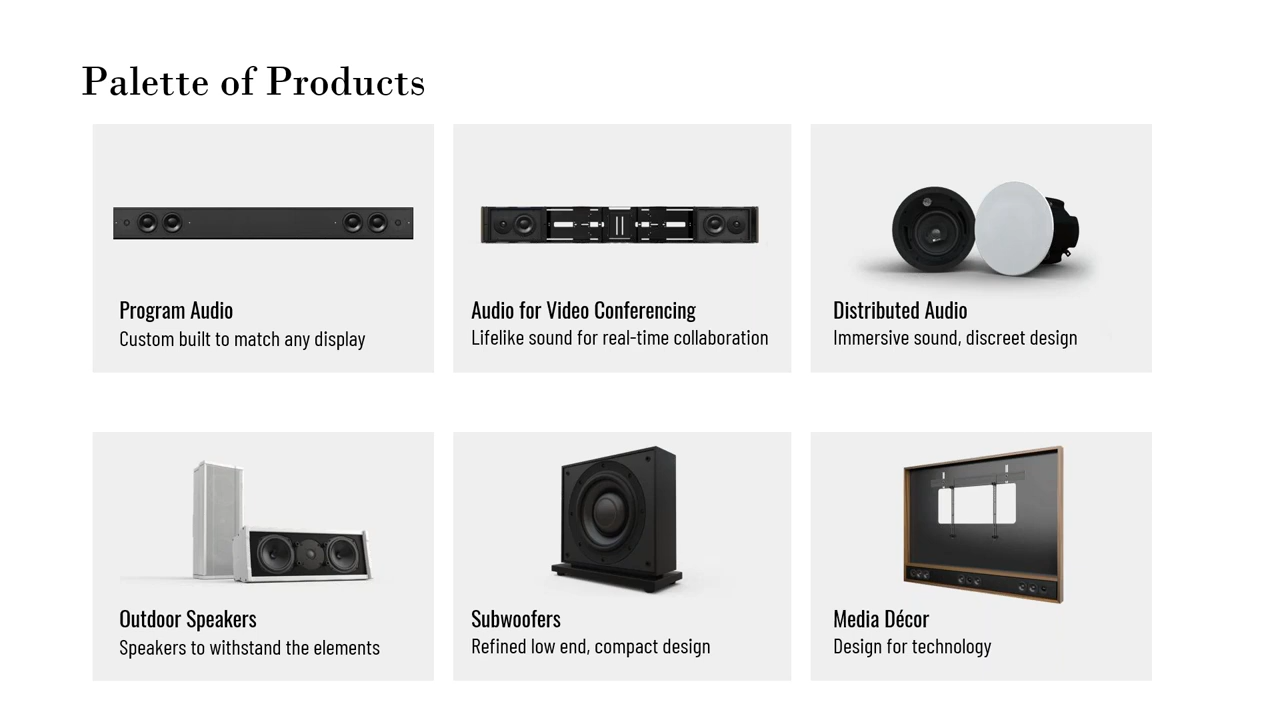 Palette of Products
Program Audio
Custom built to match any display
Audio for Video Conferencing
Lifelike sound for real-time collaboration
Distributed Audio
Immersive sound, discreet design
Outdoor Speakers
Speakers to withstand the elements
Subwoofers
Refined low end, compact design
Media Décor
Design for technology